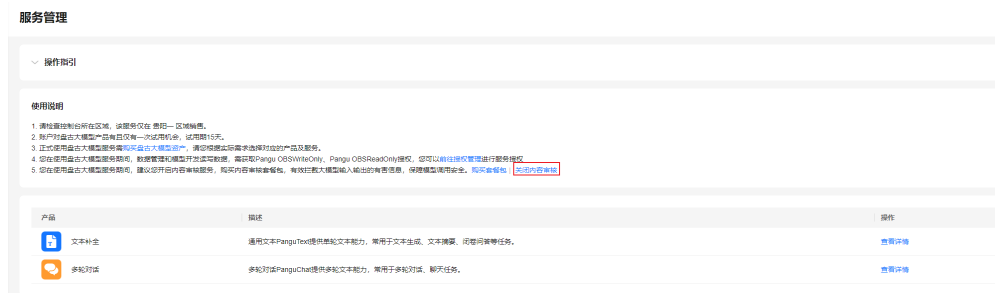 服务管理
操作指引
使用说明
1. 请检查控制台所在区域，该服务仅在 贵阳一 区域销售。
2. 账户对盘古大模型产品有且仅有一次试用机会，试用期15天。
3. 正式使用盘古大模型服务需购买盘古大模型资产，请您根据实际需求选择对应的产品及服务。
4. 您在使用盘古大模型服务期间，数据管理和模型开发读写数据，需获取Pangu OBSWriteOnly、Pangu OBSReadOnly授权，您可以前往授权管理进行服务授权
5. 您在使用盘古大模型服务期间，建议您开启内容审核服务，购买内容审核套餐包，有效拦截大模型输入输出的有害信息，保障模型调用安全。购买套餐包 | 关闭内容审核
产品 描述 操作
文本补全 通用文本PanguText提供单轮文本能力，常用于文本生成、文本摘要、闭卷问答等任务。 查看详情
多轮对话 多轮对话PanguChat提供多轮文本能力，常用于多轮对话、聊天任务。 查看详情